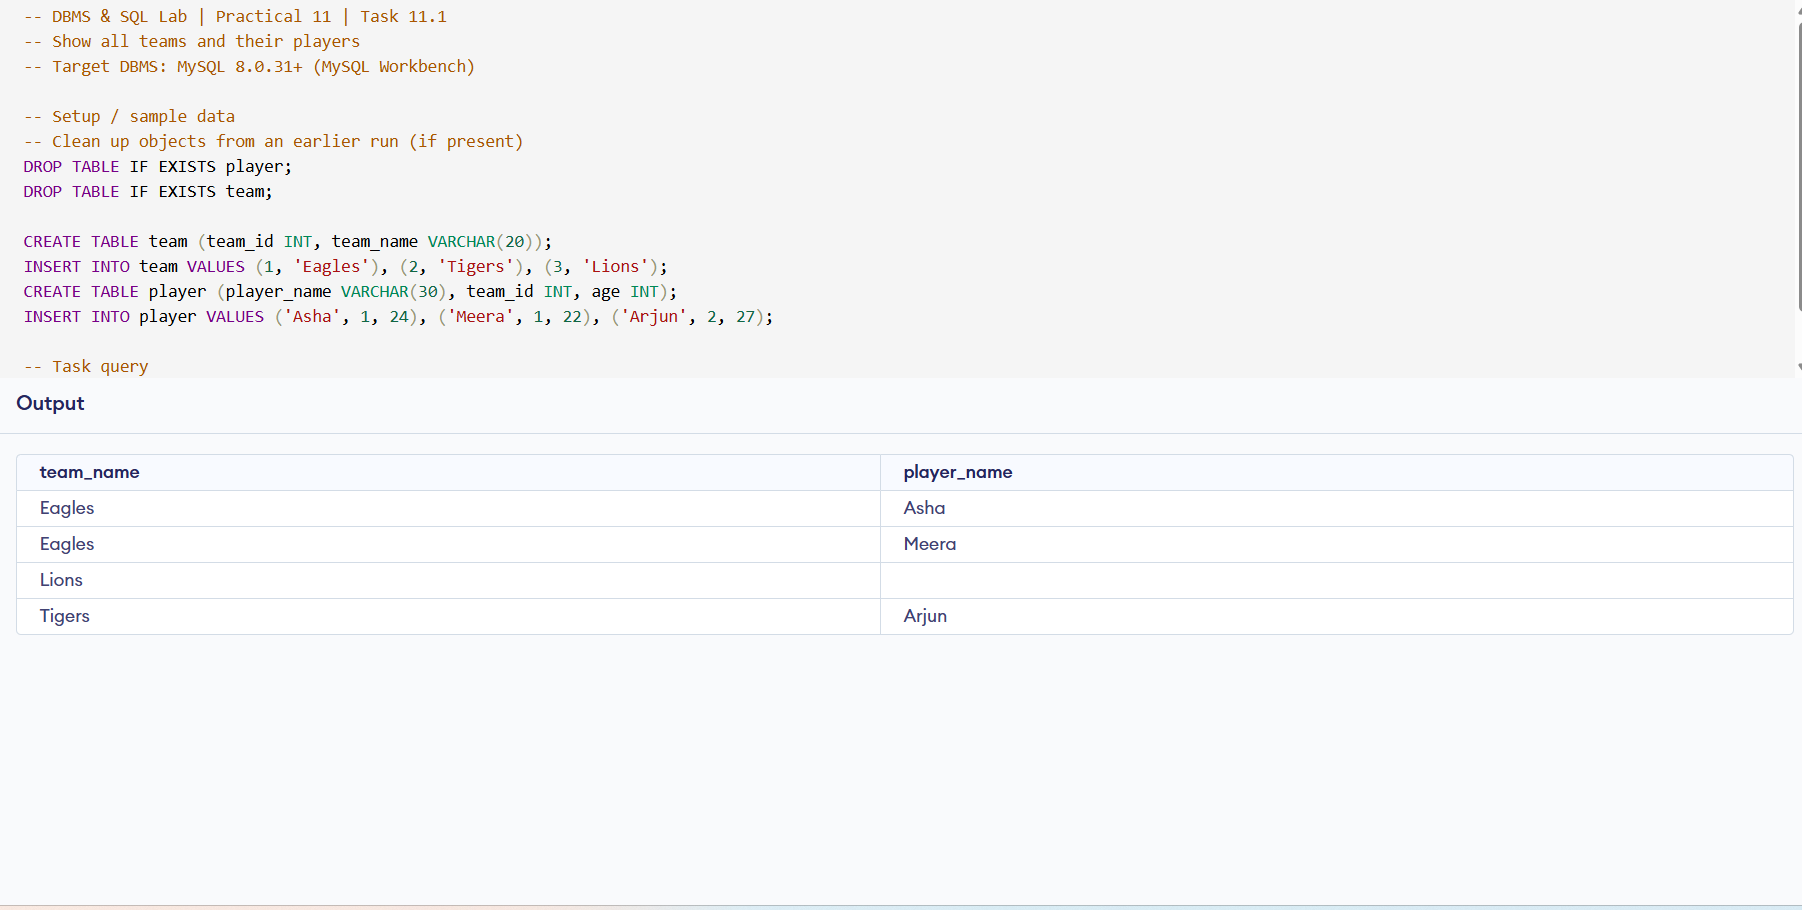 -- DBMS & SQL Lab | Practical 11 | Task 11.1
-- Show all teams and their players
-- Target DBMS: MySQL 8.0.31+ (MySQL Workbench)
-- Setup / sample data
-- Clean up objects from an earlier run (if present)
DROP TABLE IF EXISTS player;
DROP TABLE IF EXISTS team;
CREATE TABLE team (team_id INT, team_name VARCHAR(20));
INSERT INTO team VALUES (1, 'Eagles'), (2, 'Tigers'), (3, 'Lions');
CREATE TABLE player (player_name VARCHAR(30), team_id INT, age INT);
INSERT INTO player VALUES ('Asha', 1, 24), ('Meera', 1, 22), ('Arjun', 2, 27);
-- Task query
Output
team_name player_name
Eagles Asha
Eagles Meera
Lions
Tigers Arjun